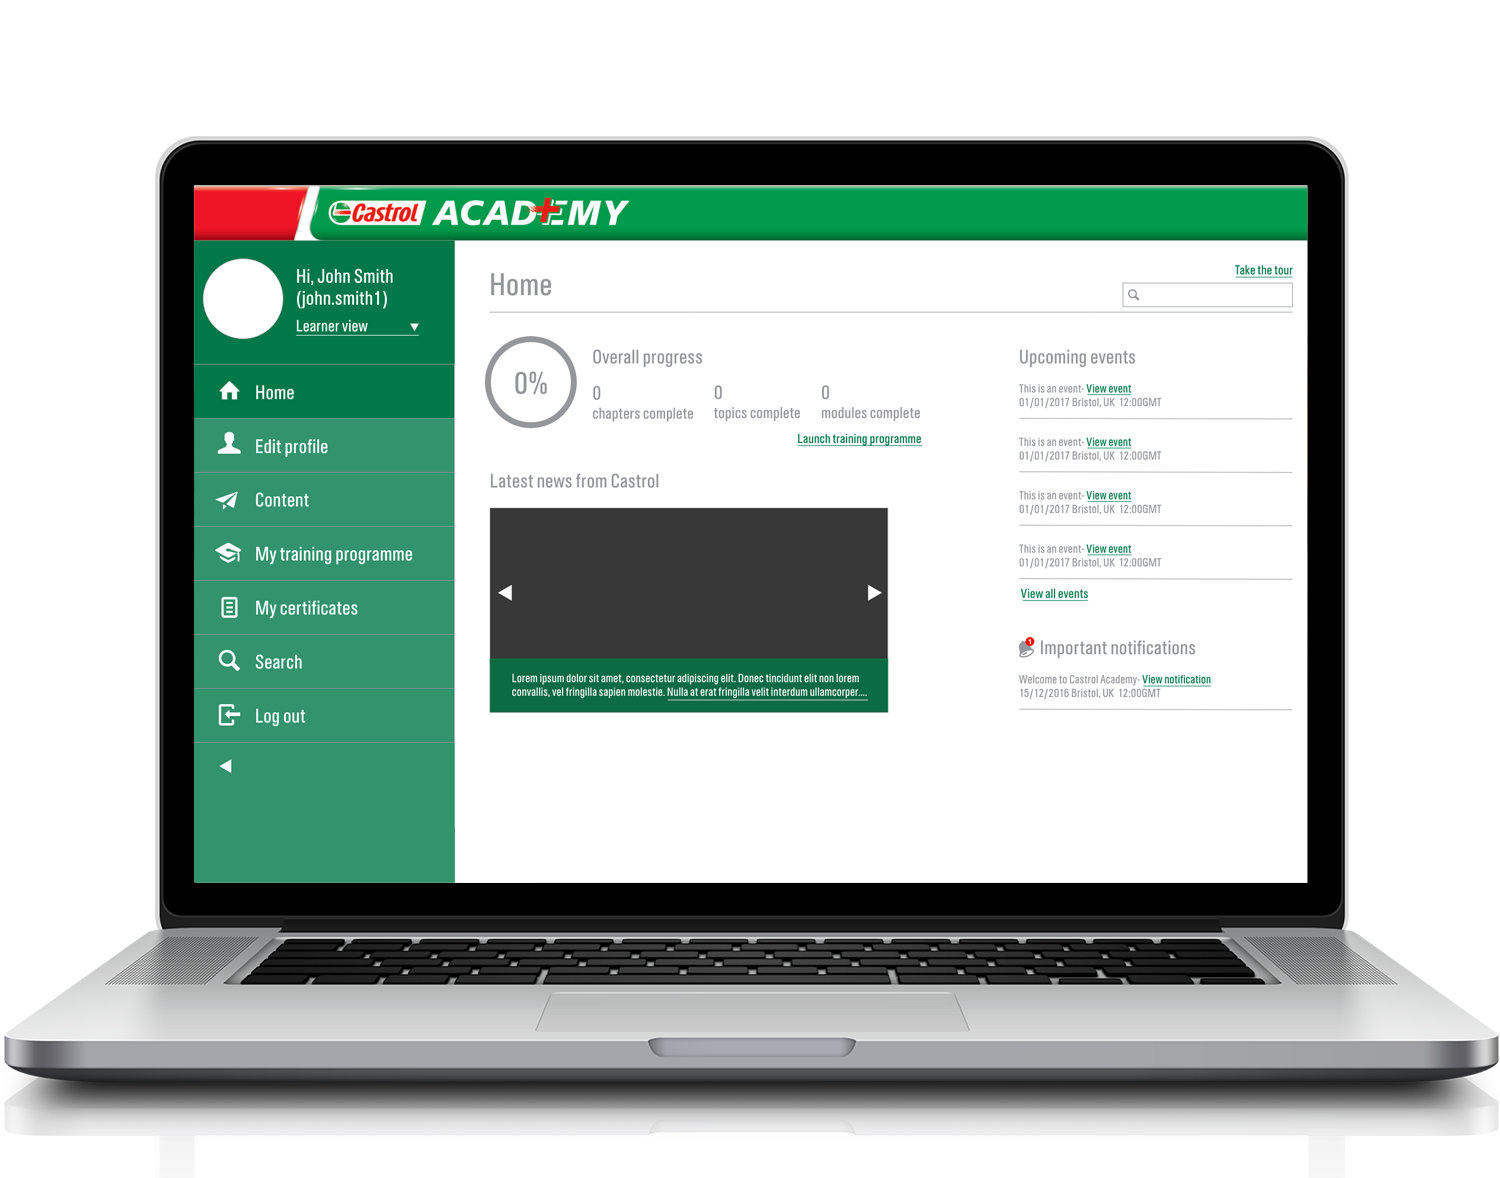 Castrol ACADEMY
Hi, John Smith
(john.smith1)
Learner view
Home
Edit profile
Content
My training programme
My certificates
Search
Log out
Home
Take the tour
0%
Overall progress
0
chapters complete
0
topics complete
0
modules complete
Launch training programme
Latest news from Castrol
Lorem ipsum dolor sit amet, consectetur adipiscing elit. Donec tincidunt elit non lorem
convallis, vel fringilla sapien molestie. Nulla at erat fringilla velit interdum ullamcorper....
Upcoming events
This is an event- View event
01/01/2017 Bristol, UK 12:00GMT
This is an event- View event
01/01/2017 Bristol, UK 12:00GMT
This is an event- View event
01/01/2017 Bristol, UK 12:00GMT
This is an event- View event
01/01/2017 Bristol, UK 12:00GMT
View all events
1
Important notifications
Welcome to Castrol Academy- View notification
15/12/2016 Bristol, UK 12:00GMT